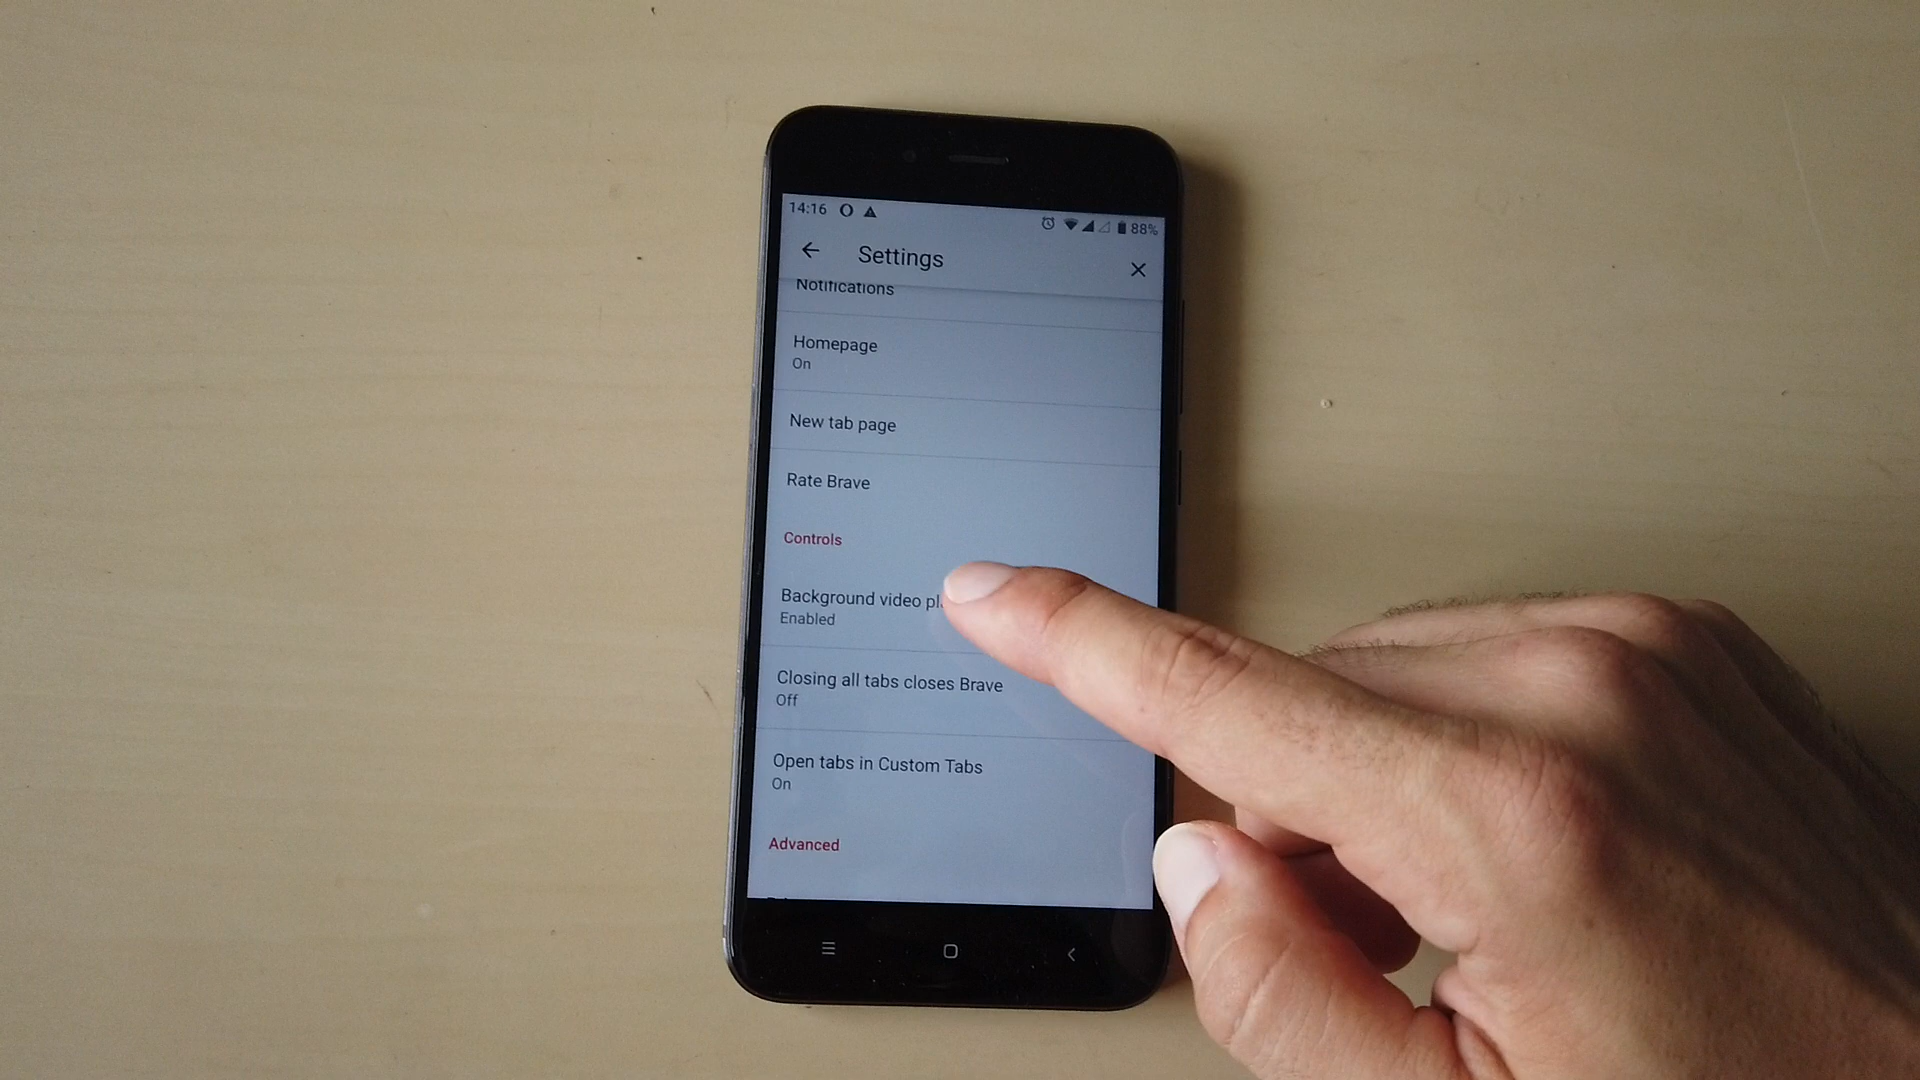 14:16
88%
Settings
Notifications
Homepage
On
New tab page
Rate Brave
Controls
Background video
Enabled
Closing all tabs closes Brave
Off
Open tabs in Custom Tabs
On
Advanced